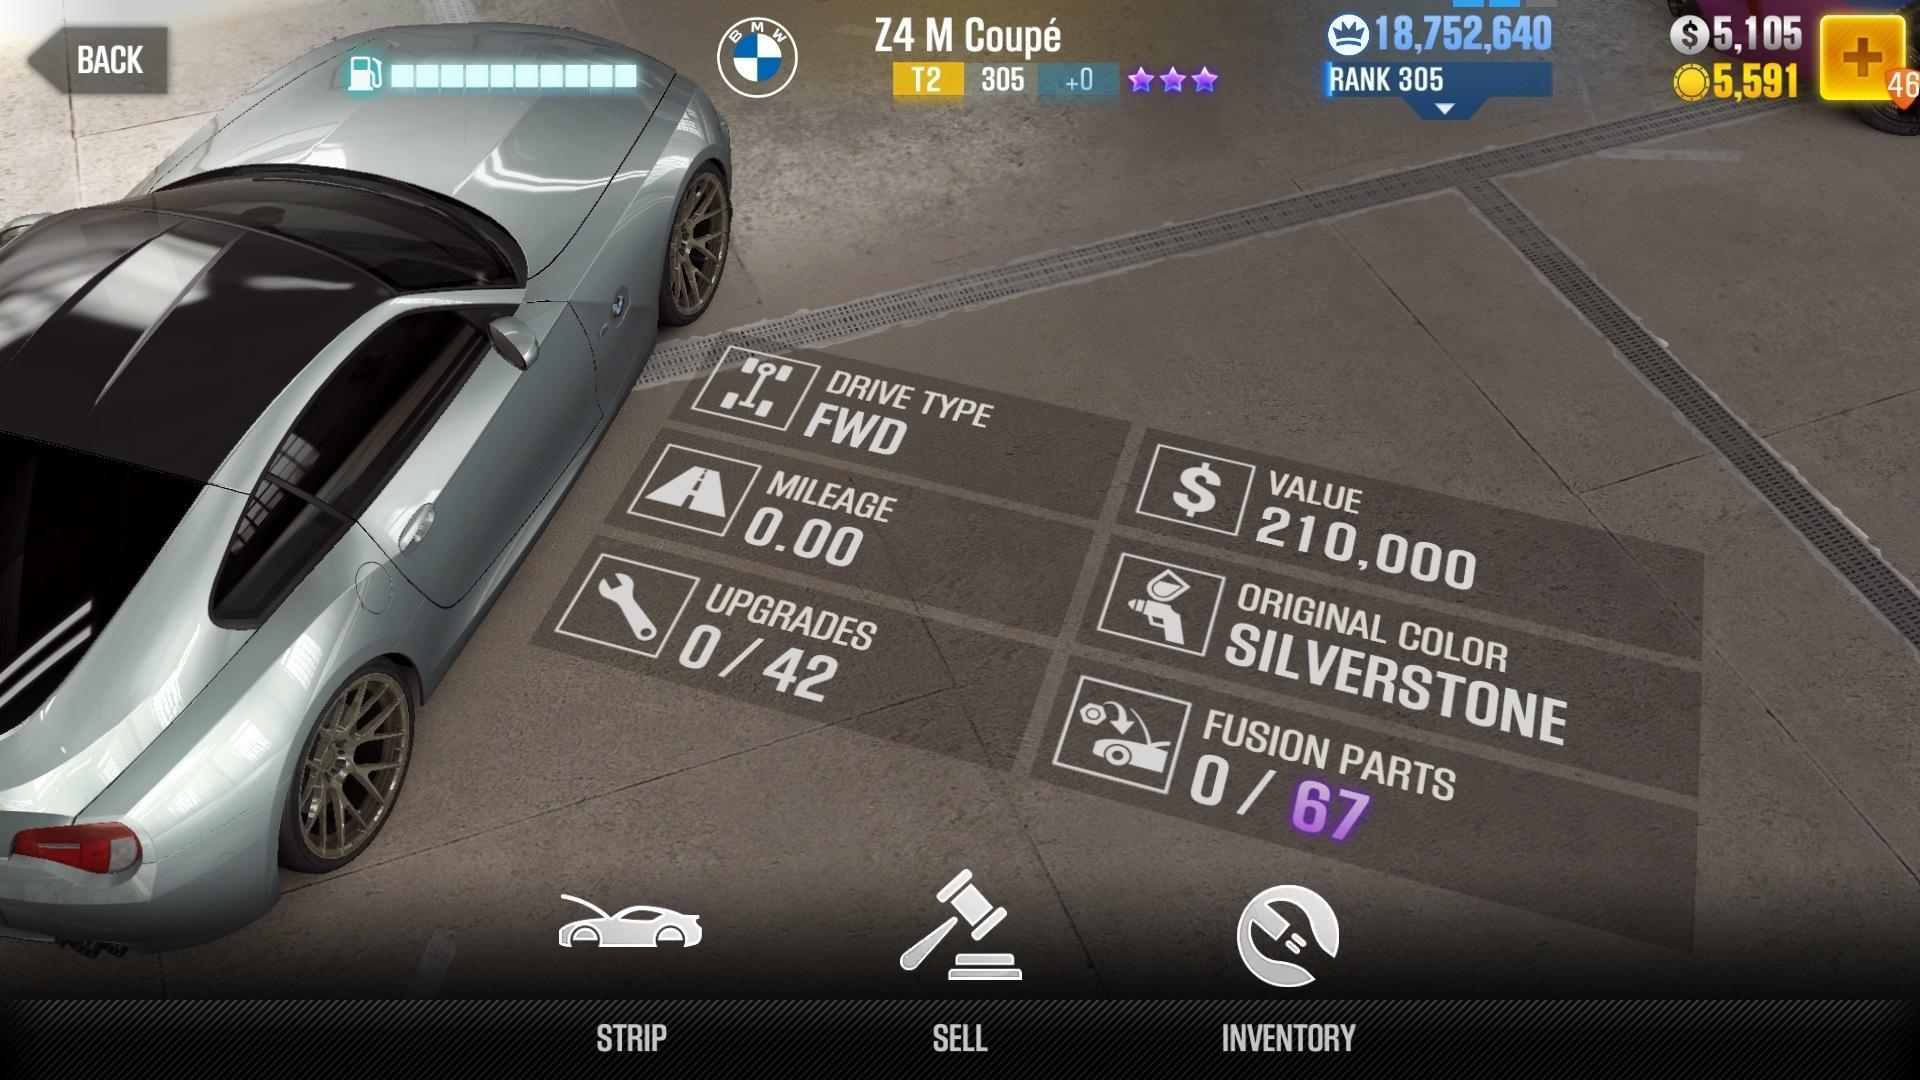 BACK
BMW
Z4 M Coupé
T2 305 +0
18,752,640
RANK 305
$ 5,105
5,591
+
46
DRIVE TYPE
FWD
MILEAGE
0.00
UPGRADES
0 / 42
$ VALUE
210,000
ORIGINAL COLOR
SILVERSTONE
FUSION PARTS
0 / 67
STRIP
SELL
INVENTORY